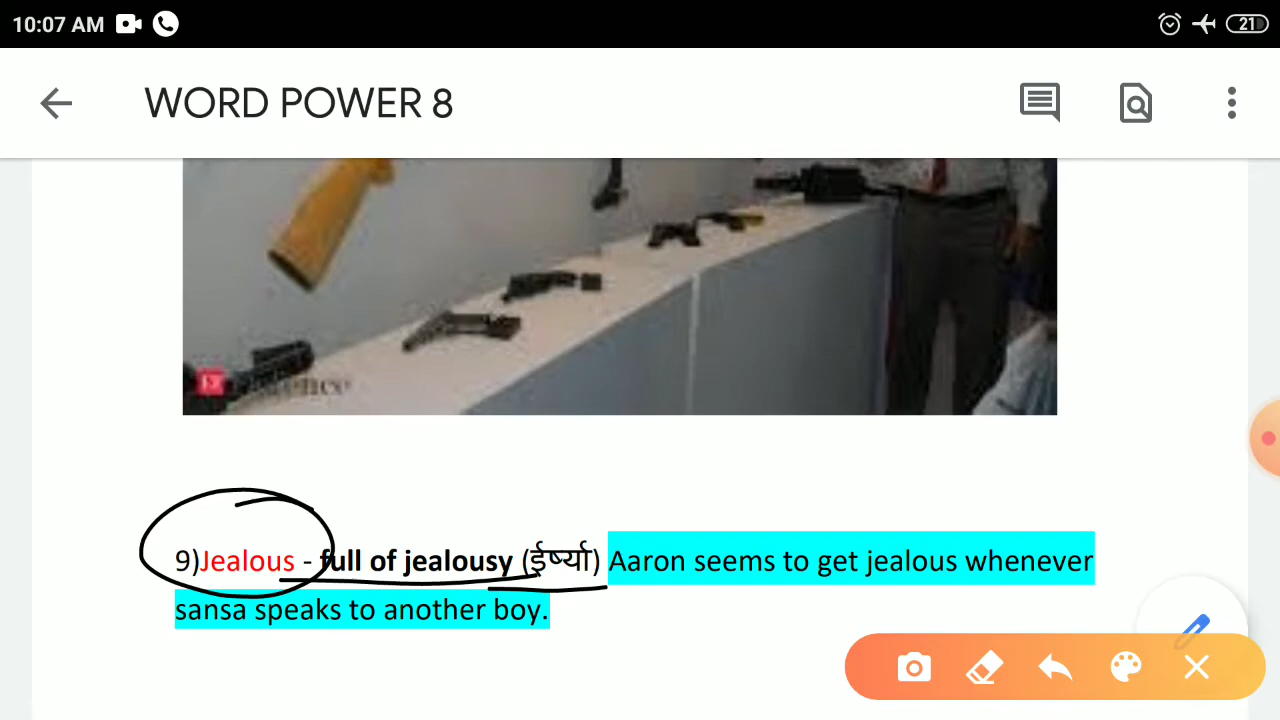 10:07 AM 21
WORD POWER 8
ET
9)Jealous - full of jealousy (ईर्ष्या) Aaron seems to get jealous whenever
sansa speaks to another boy.